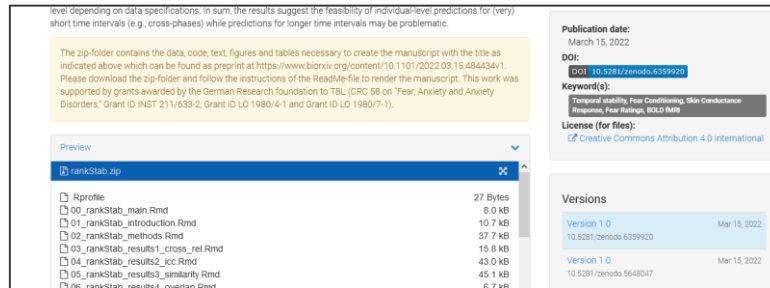 level depending on data specifications. In sum, the results suggest the feasibility of individual-level predictions for (very)
short time intervals (e.g., cross-phases) while predictions for longer time intervals may be problematic.
The zip-folder contains the data, code, text, figures and tables necessary to create the manuscript with the title as
indicated above which can be found as preprint at https://www.biorxiv.org/content/10.1101/2022.03.15.484434v1.
Please download the zip-folder and follow the instructions of the ReadMe-file to render the manuscript. This work was
supported by grants awarded by the German Research foundation to TBL (CRC 58 on "Fear, Anxiety and Anxiety
Disorders," Grant ID INST 211/633-2, Grant ID LO 1980/4-1 and Grant ID LO 1980/7-1).
Preview
rankStab.zip
.Rprofile 27 Bytes
00_rankStab_main.Rmd 8.0 kB
01_rankStab_introduction.Rmd 10.7 kB
02_rankStab_methods.Rmd 37.7 kB
03_rankStab_results1_cross_rel.Rmd 15.8 kB
04_rankStab_results2_icc.Rmd 43.0 kB
05_rankStab_results3_similarity.Rmd 45.1 kB
06_rankStab_results4_overlap.Rmd 6.7 kB
Publication date:
March 15, 2022
DOI:
DOI 10.5281/zenodo.6359920
Keyword(s):
Temporal stability, Fear Conditioning, Skin Conductance
Response, Fear Ratings, BOLD fMRI
License (for files):
Creative Commons Attribution 4.0 International
Versions
Version 1.0 Mar 15, 2022
10.5281/zenodo.6359920
Version 1.0 Mar 15, 2022
10.5281/zenodo.5648047